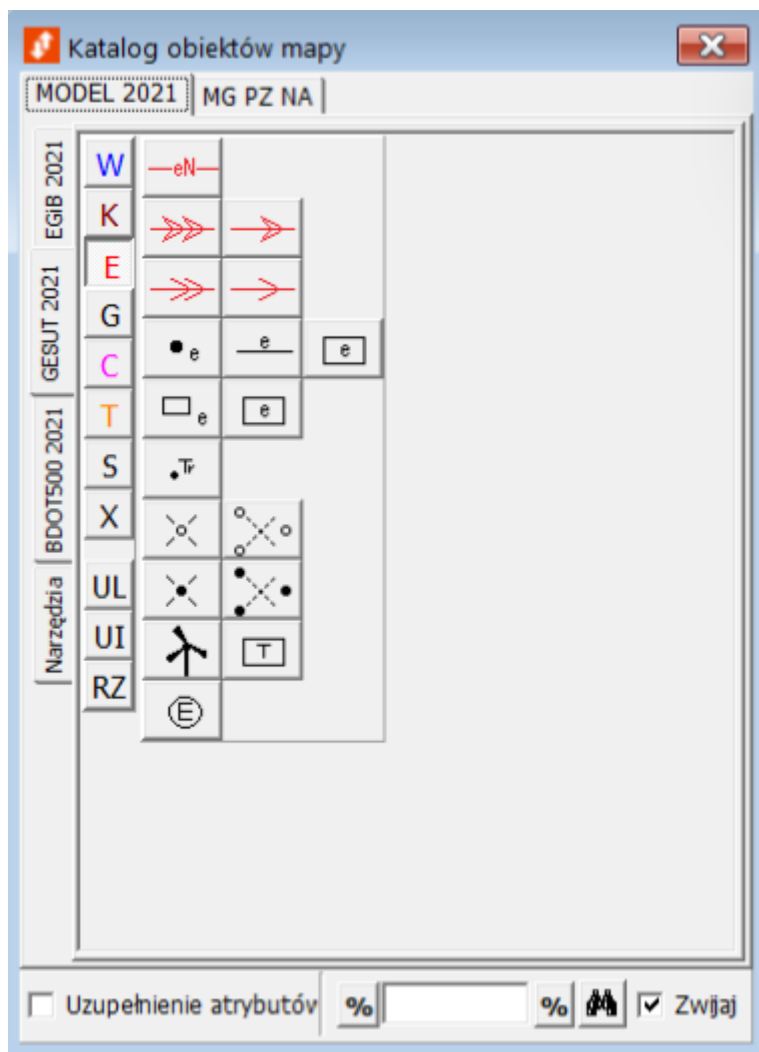 Katalog obiektów mapy
MODEL 2021 MG PZ NA
EGiB 2021
GESUT 2021
BDOT500 2021
Narzędzia
W
K
E
G
C
T
S
X
UL
UI
RZ
eN
e e e
e e
Tr
T
E
Uzupełnienie atrybutów % % Zwijaj